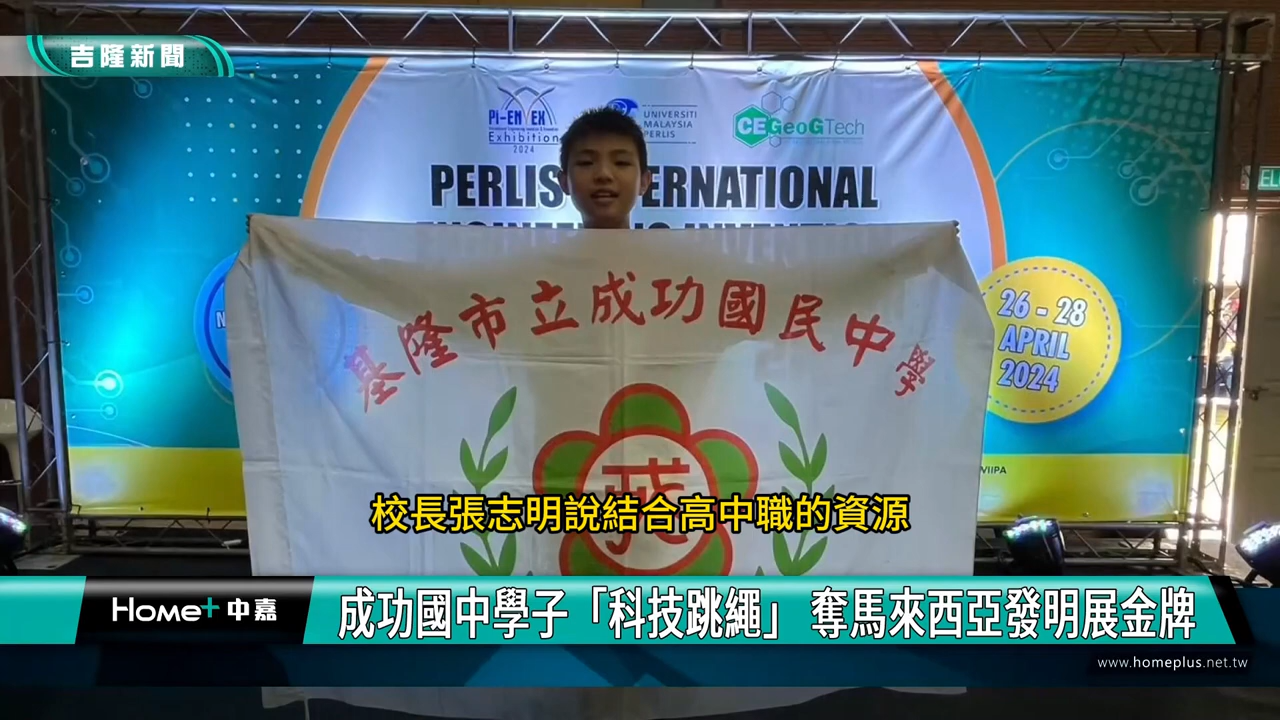 吉隆新聞
Pi-ENVEX
Exhibition
2024
UNIVERSITI
MALAYSIA
PERLIS
CEGeoGTech
PERLIS INTERNATIONAL
26 - 28
APRIL
2024
基隆市立成功國民中學
成
校長張志明說結合高中職的資源
Home+中嘉
成功國中學子「科技跳繩」 奪馬來西亞發明展金牌
www.homeplus.net.tw